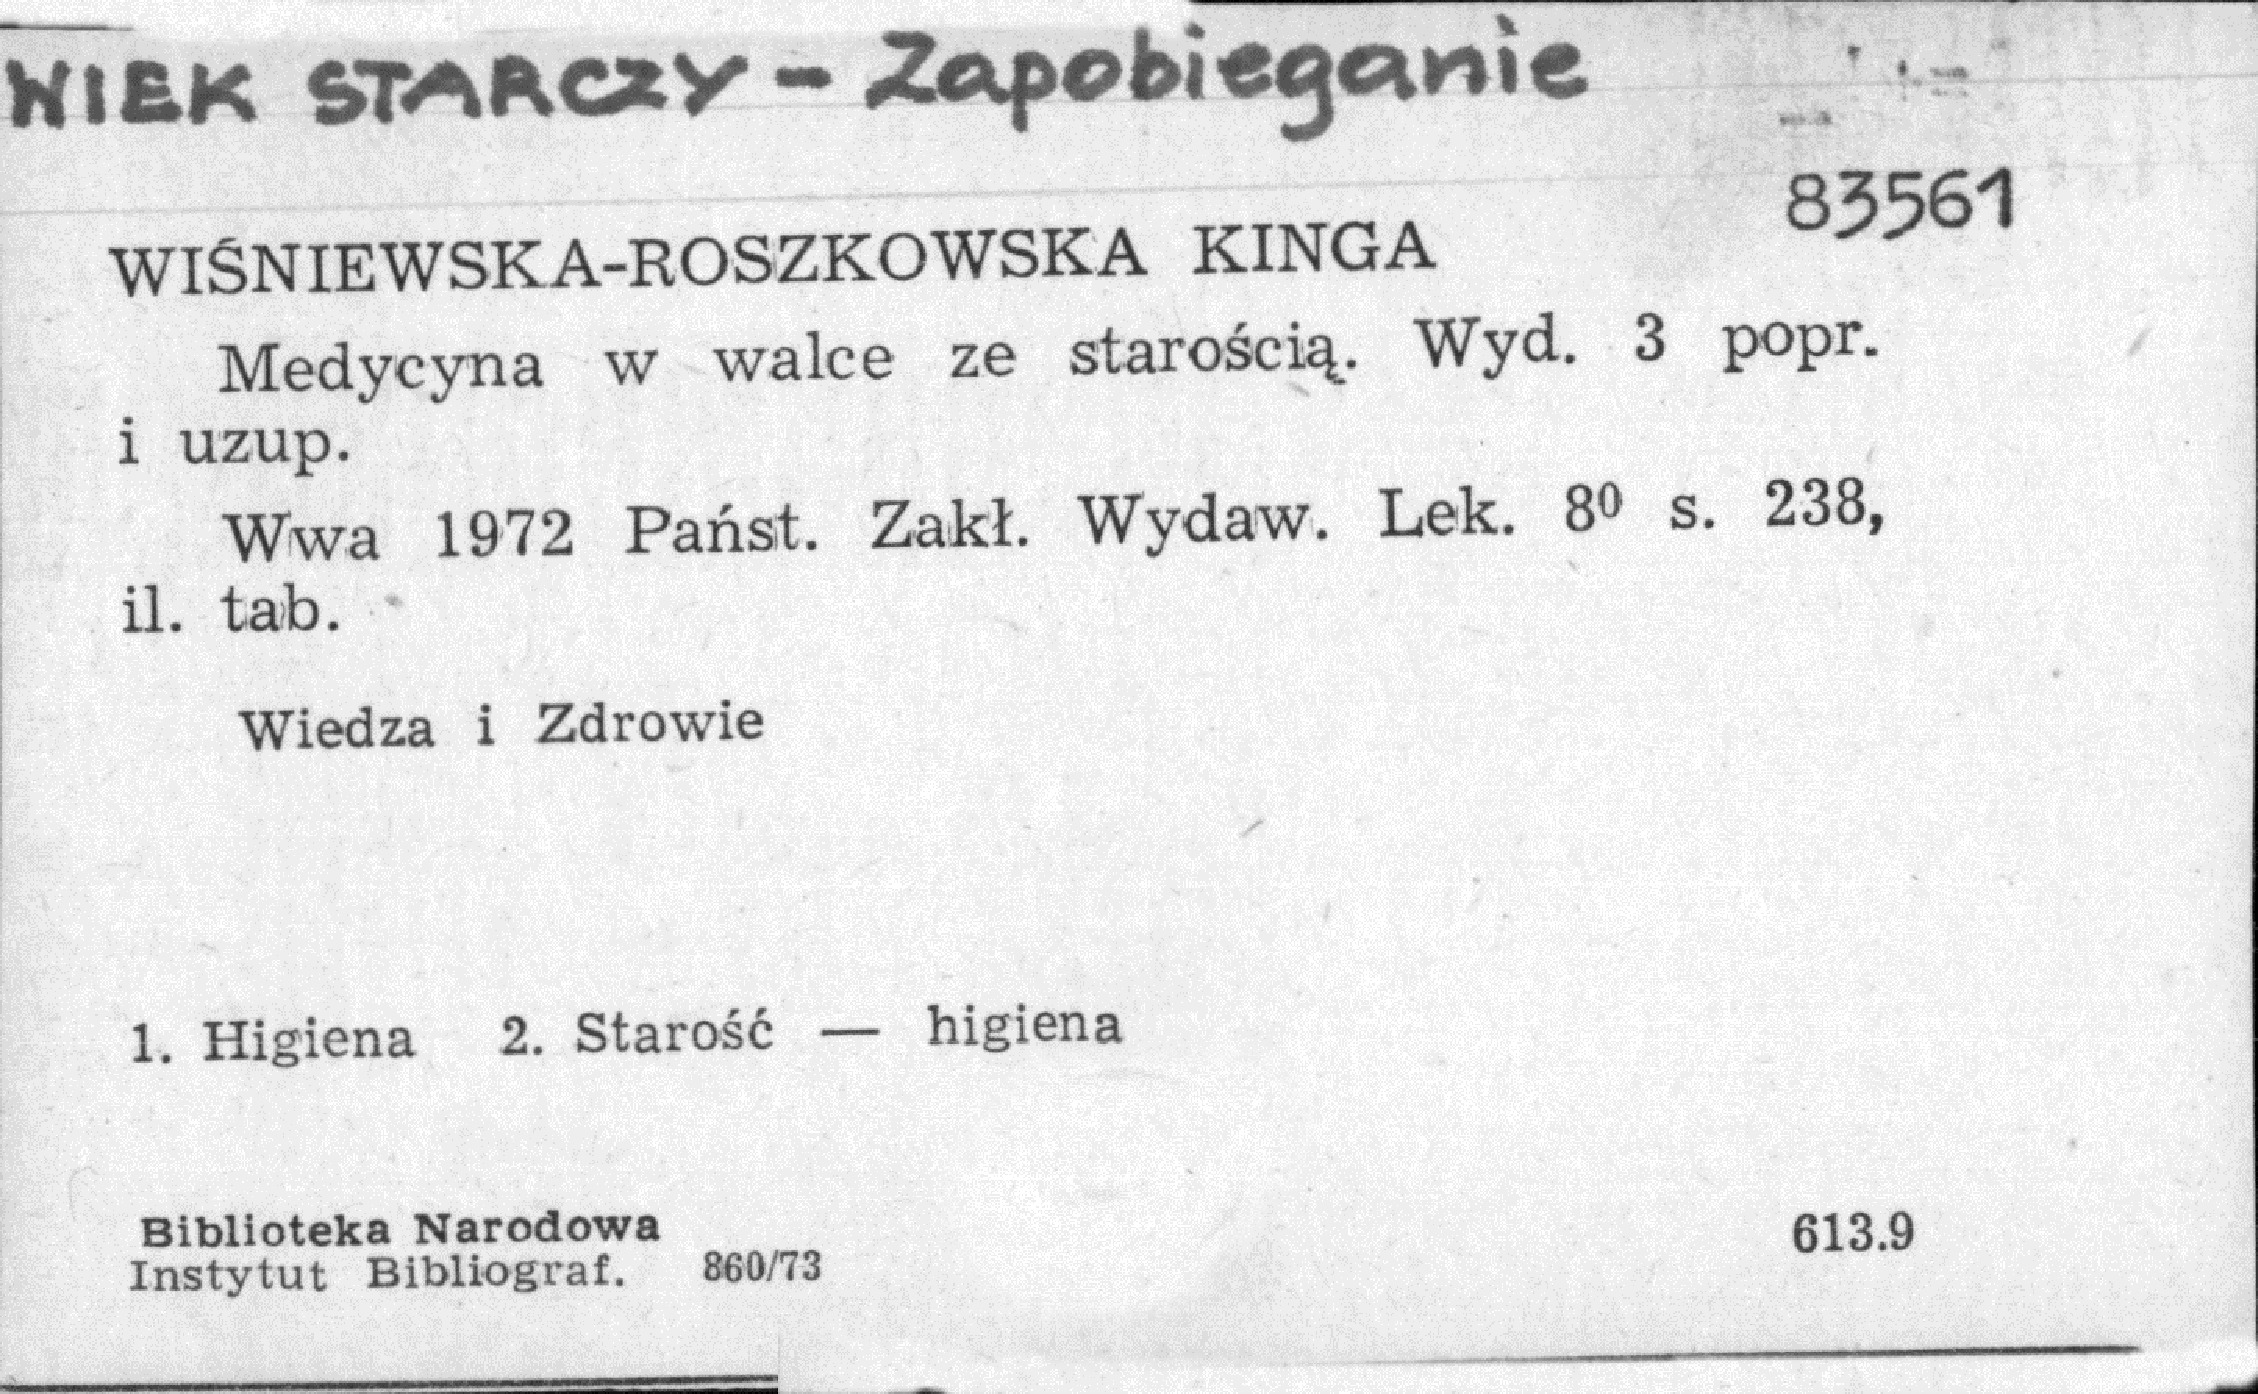 WIEK STARCZY - Zapobieganie
83561
WIŚNIEWSKA-ROSZKOWSKA KINGA
Medycyna w walce ze starością. Wyd. 3 popr.
i uzup.
Wwa 1972 Państ. Zakł. Wydaw. Lek. 8⁰ s. 238,
il. tab.
Wiedza i Zdrowie
1. Higiena 2. Starość — higiena
Biblioteka Narodowa
Instytut Bibliograf. 860/73
613.9